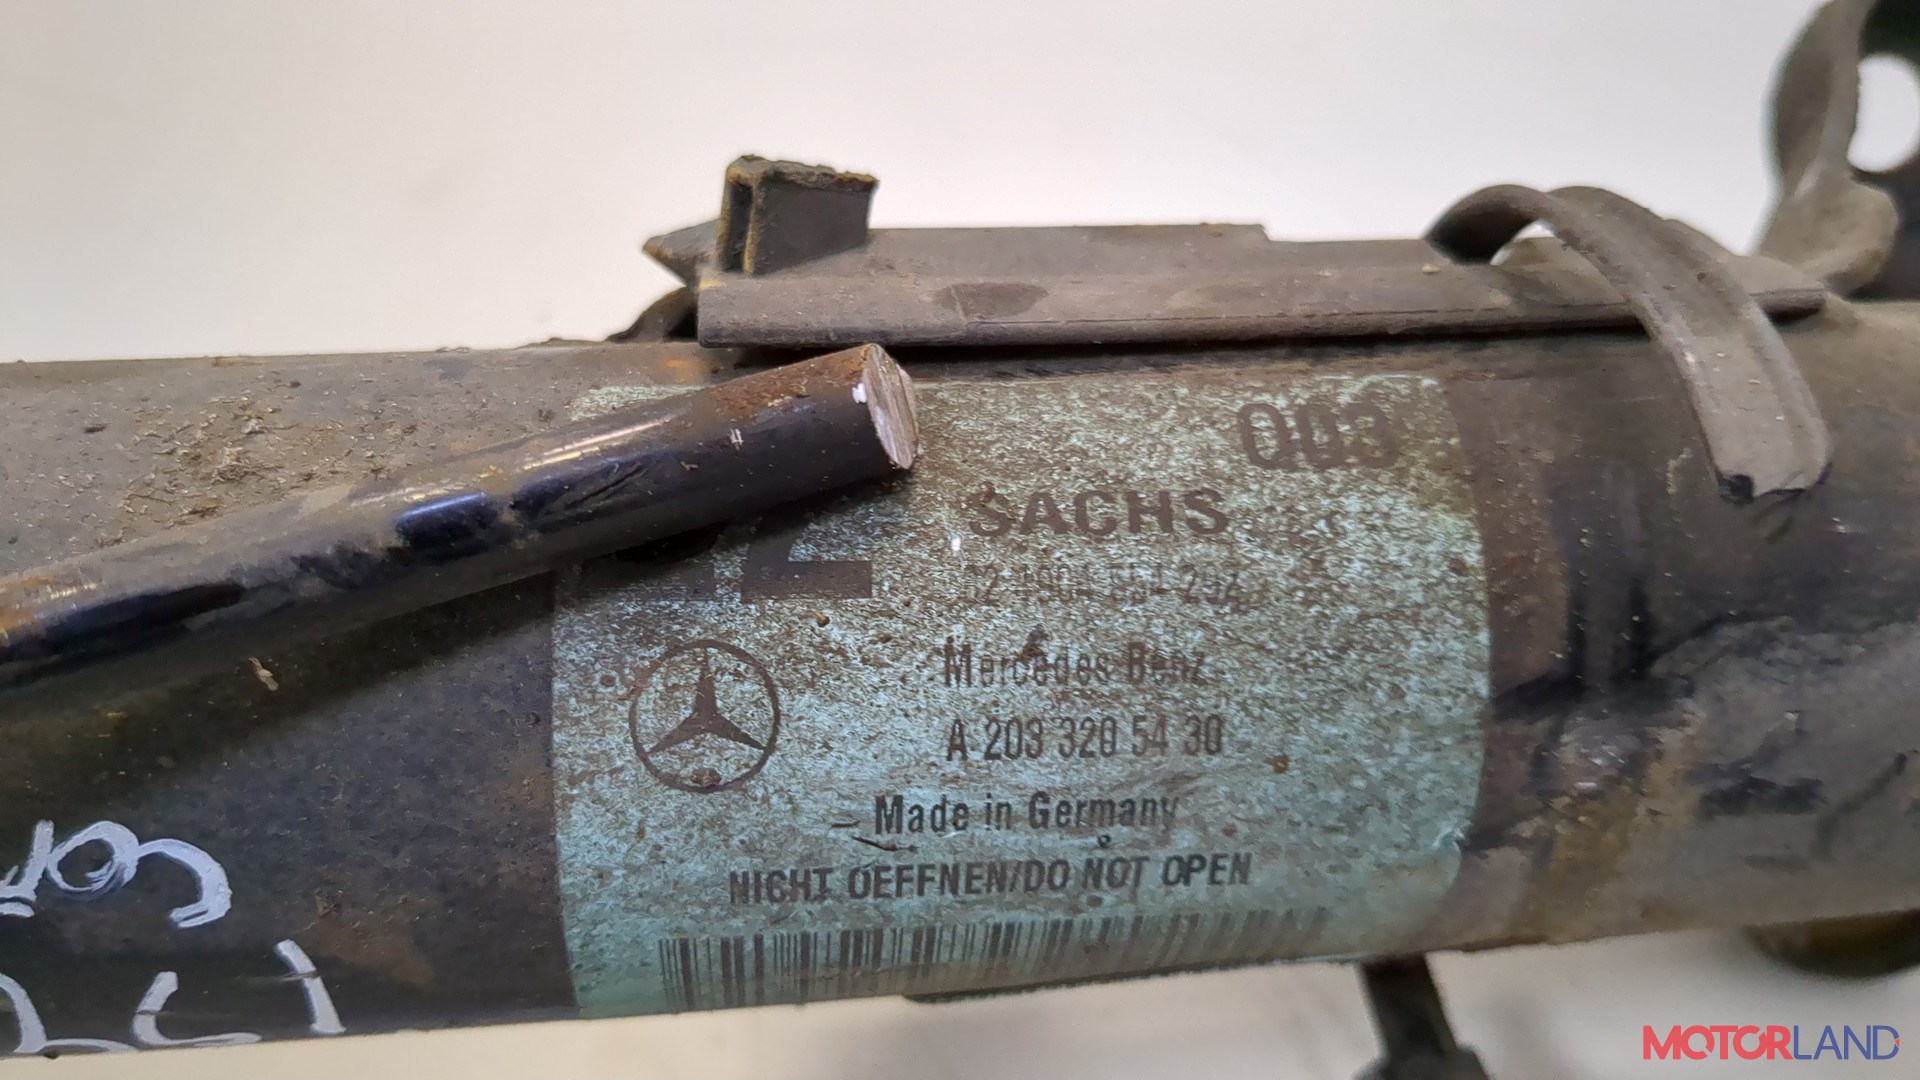 Q03
SACHS
Mercedes Benz
A 203 320 54 30
Made in Germany
NICHT OEFFNEN/DO NOT OPEN
MOTORLAND